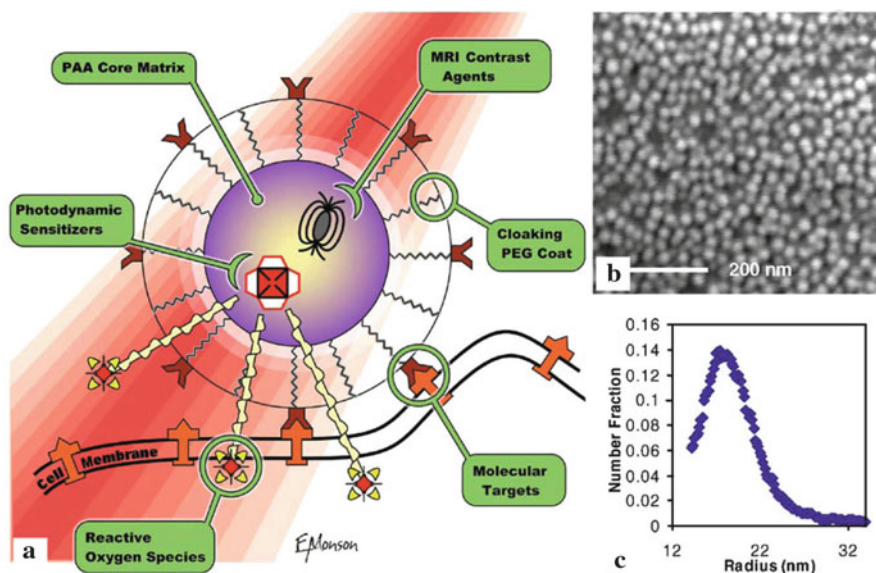 PAA Core Matrix
MRI Contrast
Agents
Photodynamic
Sensitizers
Cloaking
PEG Coat
Cell Membrane
Molecular
Targets
Reactive
Oxygen Species
EMonson
a
b
200 nm
0.16
0.14
0.12
0.1
0.08
0.06
0.04
0.02
0
Number Fraction
12
22
32
Radius (nm)
c